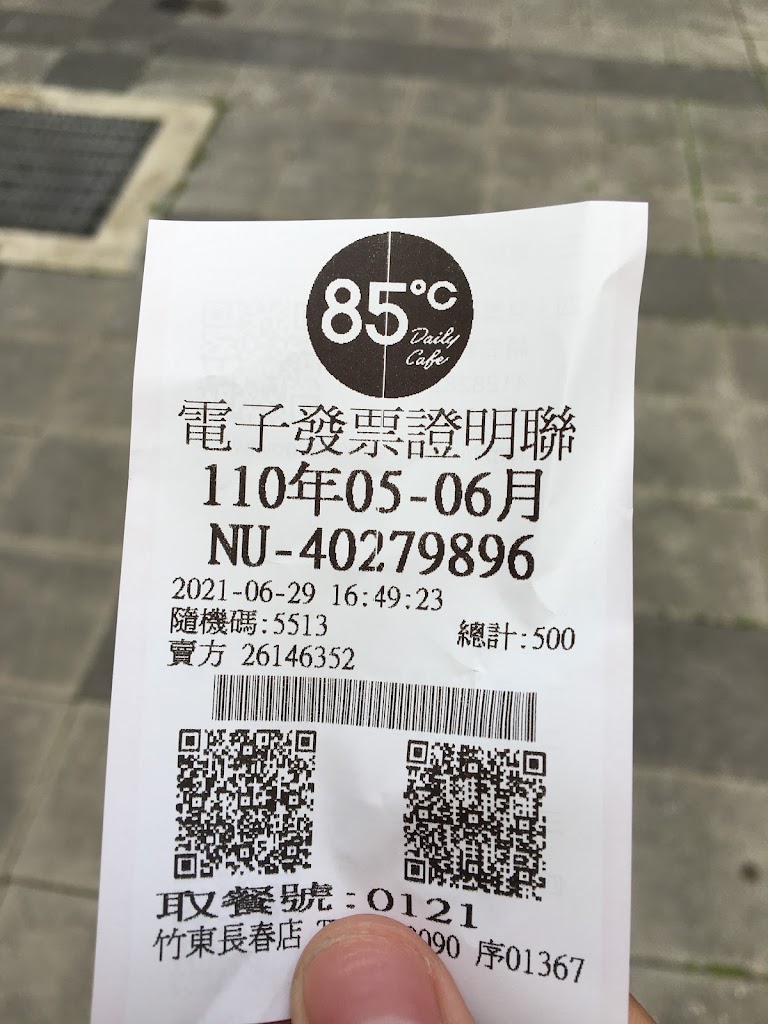 85°C
Daily
Cafe
電子發票證明聯
110年05-06月
NU-40279896
2021-06-29 16:49:23
隨機碼:5513 總計:500
賣方 26146352
取餐號:0121
竹東長春店 序01367